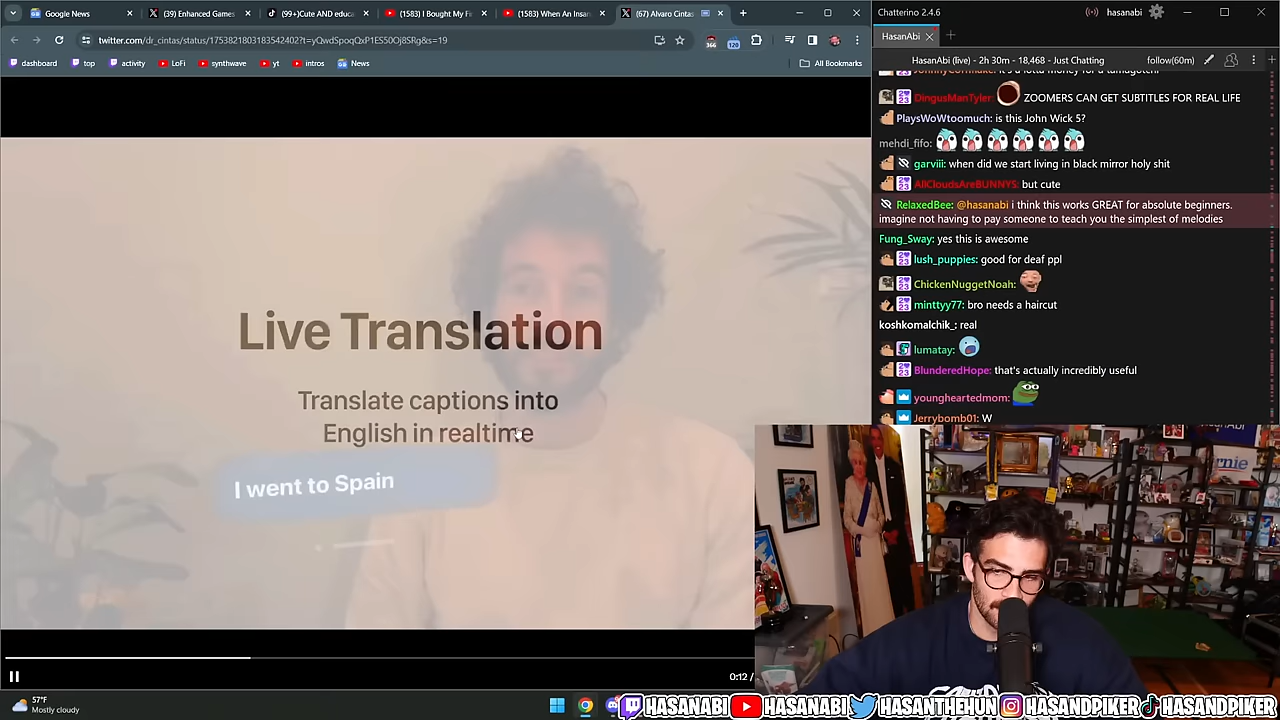 Google News
(39) Enhanced Games
(99+)Cute AND educa
(1583) I Bought My Fi
(1583) When An Insar
(67) Alvaro Cintas
twitter.com/dr_cintas/status/1753821803183542402?t=yQwdSpoqQxP1ES50Oj8SRg&s=19
366
120
dashboard
top
activity
LoFi
synthwave
yt
intros
News
All Bookmarks
Live Translation
Translate captions into
English in realtime
I went to Spain
0:12 /
Chatterino 2.4.6
hasanabi
HasanAbi
HasanAbi (live) - 2h 30m - 18,468 - Just Chatting
follow(60m)
DingusManTyler: ZOOMERS CAN GET SUBTITLES FOR REAL LIFE
PlaysWoWtoomuch: is this John Wick 5?
mehdi_fifo:
garviii: when did we start living in black mirror holy shit
AllCloudsAreBUNNYS: but cute
RelaxedBee: @hasanabi i think this works GREAT for absolute beginners.
imagine not having to pay someone to teach you the simplest of melodies
Fung_Sway: yes this is awesome
lush_puppies: good for deaf ppl
ChickenNuggetNoah:
minttyy77: bro needs a haircut
koshkomalchik_: real
lumatay:
BlunderedHope: that's actually incredibly useful
youngheartedmom:
Jerrybomb01: W
ernie
57°F
Mostly cloudy
HASANABI
HASANABI
HASANTHEHUN
HASANDPIKER
HASANDPIKER